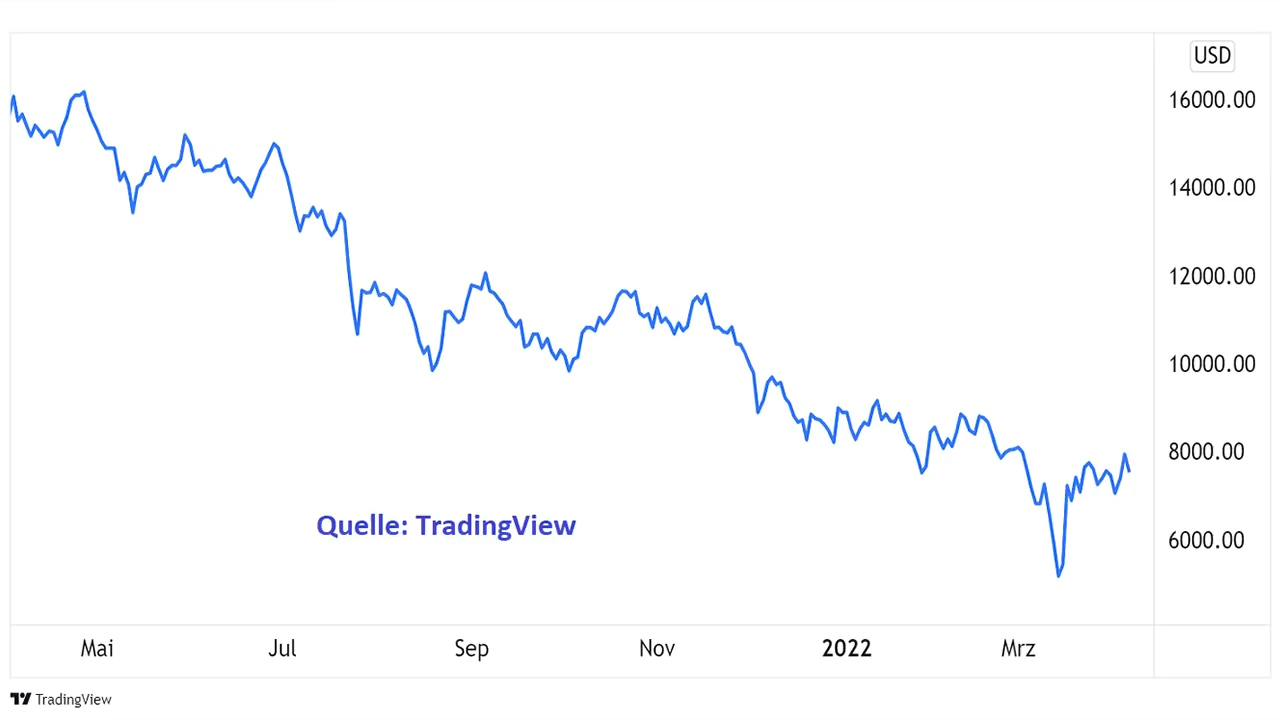 USD
16000.00
14000.00
12000.00
10000.00
8000.00
6000.00
Quelle: TradingView
Mai Jul Sep Nov 2022 Mrz
TradingView